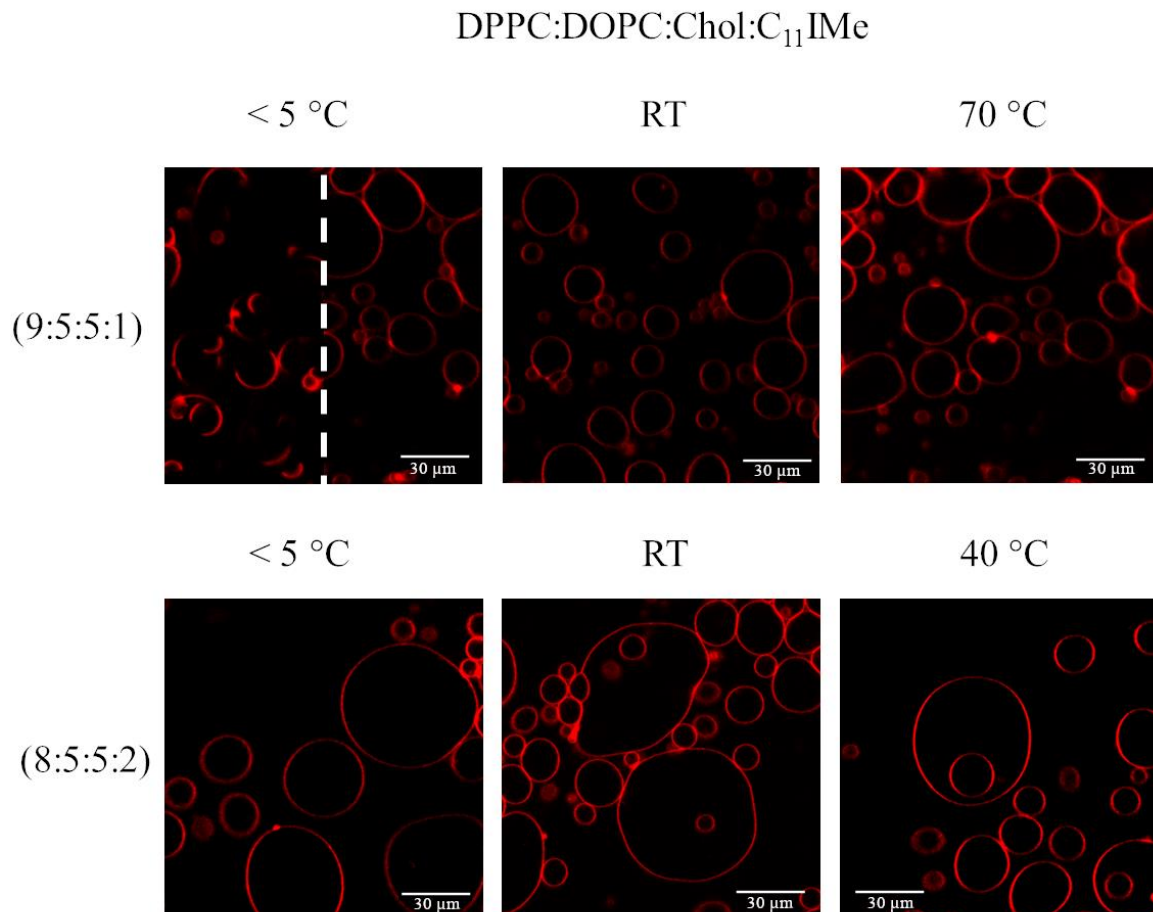 DPPC:DOPC:Chol:C₁₁IMe
< 5 °C RT 70 °C
(9:5:5:1)
30 µm 30 µm 30 µm
< 5 °C RT 40 °C
(8:5:5:2)
30 µm 30 µm 30 µm